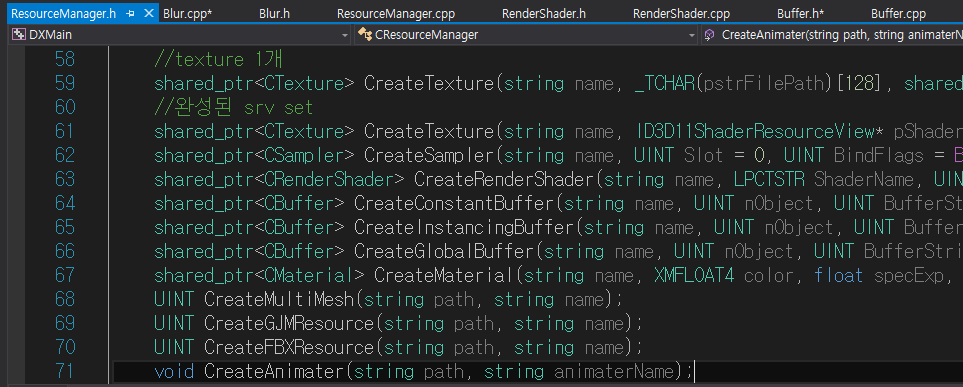 ResourceManager.h Blur.cpp* Blur.h ResourceManager.cpp RenderShader.h RenderShader.cpp Buffer.h* Buffer.cpp
DXMain CResourceManager CreateAnimater(string path, string animaterN
58 //texture 1개
59 shared_ptr<CTexture> CreateTexture(string name, _TCHAR(pstrFilePath)[128], shared
60 //완성된 srv set
61 shared_ptr<CTexture> CreateTexture(string name, ID3D11ShaderResourceView* pShader
62 shared_ptr<CSampler> CreateSampler(string name, UINT Slot = 0, UINT BindFlags = B
63 shared_ptr<CRenderShader> CreateRenderShader(string name, LPCTSTR ShaderName, UIN
64 shared_ptr<CBuffer> CreateConstantBuffer(string name, UINT nObject, UINT BufferSt
65 shared_ptr<CBuffer> CreateInstancingBuffer(string name, UINT nObject, UINT Buffer
66 shared_ptr<CBuffer> CreateGlobalBuffer(string name, UINT nObject, UINT BufferStri
67 shared_ptr<CMaterial> CreateMaterial(string name, XMFLOAT4 color, float specExp,
68 UINT CreateMultiMesh(string path, string name);
69 UINT CreateGJMResource(string path, string name);
70 UINT CreateFBXResource(string path, string name);
71 void CreateAnimater(string path, string animaterName);